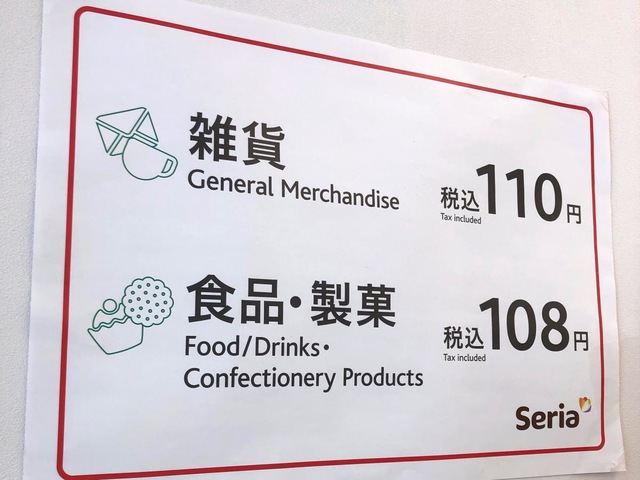 雑貨
General Merchandise
税込110円
Tax included
食品・製菓
Food/Drinks・
Confectionery Products
税込108円
Tax included
Seria